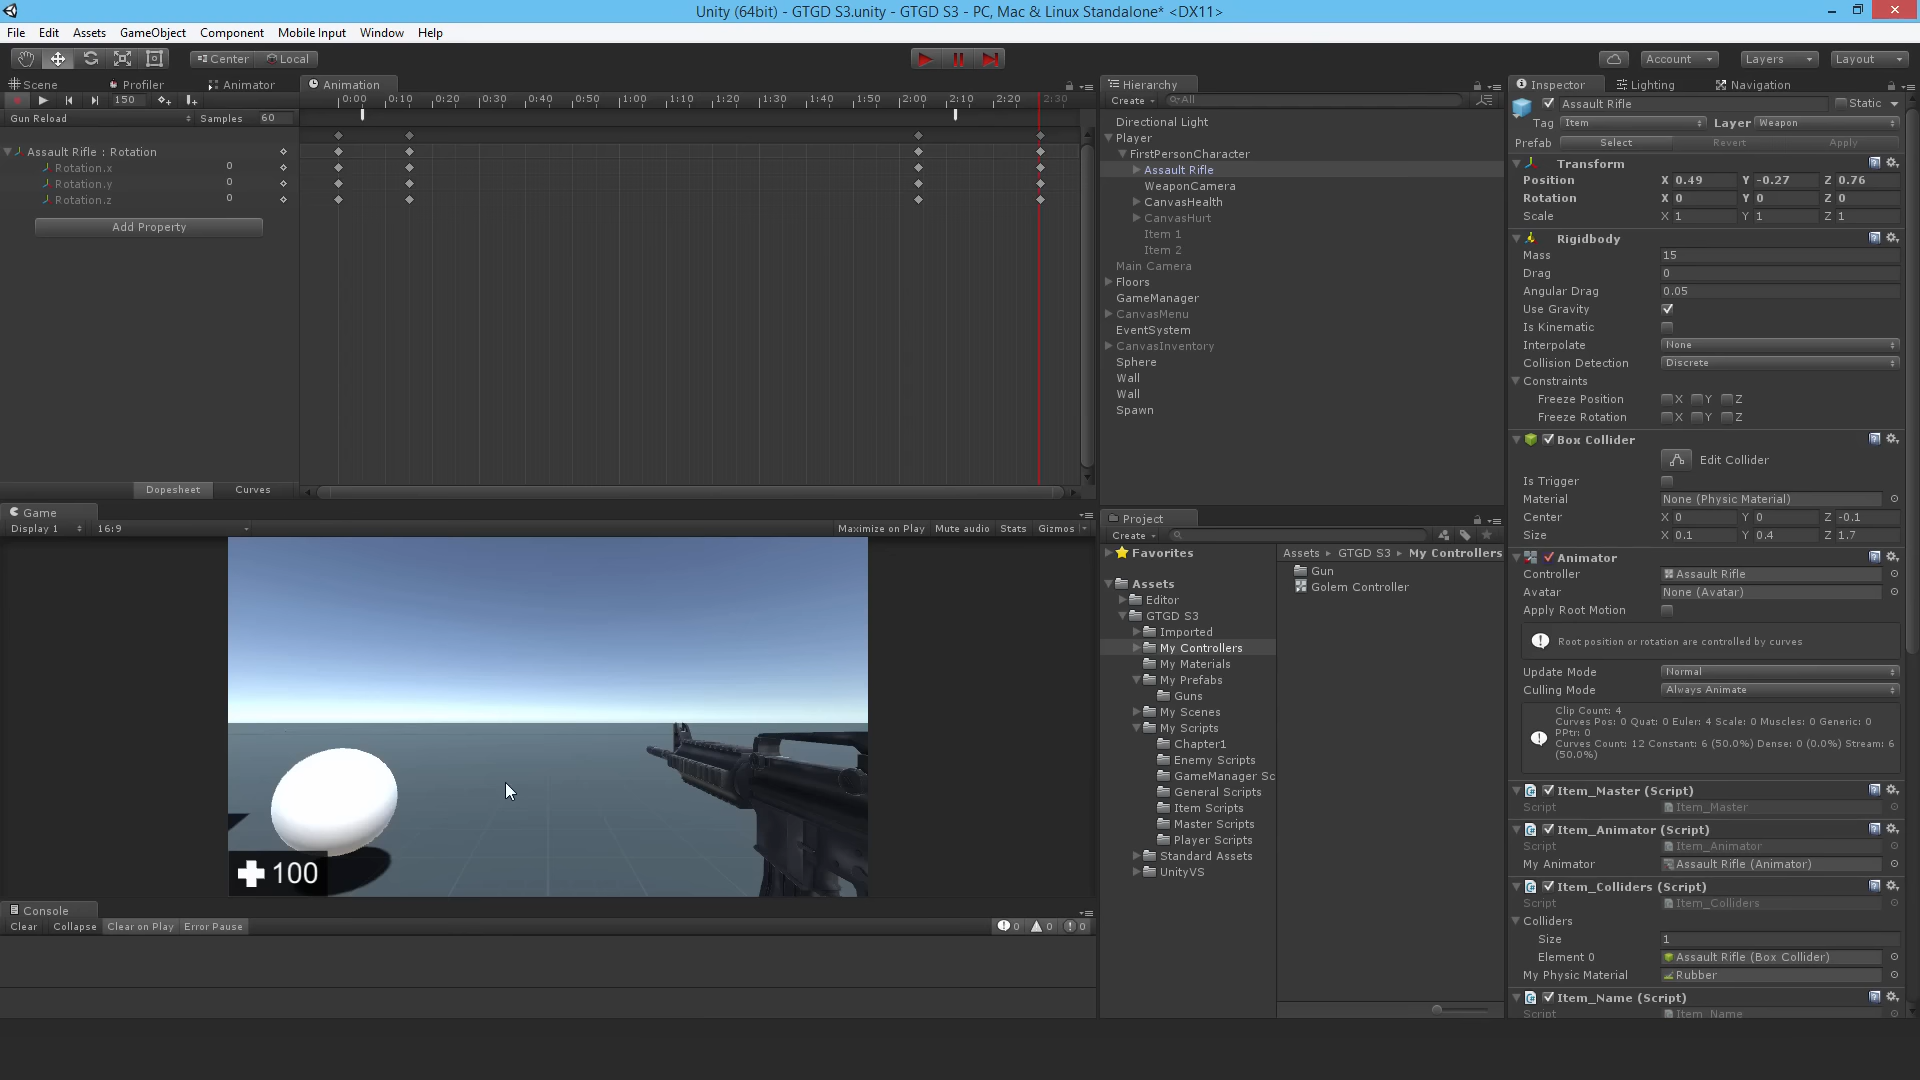 Unity (64bit) - GTGD S3.unity - GTGD S3 - PC, Mac & Linux Standalone* <DX11>
File Edit Assets GameObject Component Mobile Input Window Help
Center Local Account Layers Layout
Scene Profiler Animator Animation
150
0:00 0:10 0:20 0:30 0:40 0:50 1:00 1:10 1:20 1:30 1:40 1:50 2:00 2:10 2:20 2:30
Gun Reload Samples 60
Assault Rifle : Rotation
Rotation.x 0
Rotation.y 0
Rotation.z 0
Add Property
Dopesheet Curves
Game
Display 1 16:9 Maximize on Play Mute audio Stats Gizmos
100
Console
Clear Collapse Clear on Play Error Pause 0 0 0
Hierarchy
Create All
Directional Light
Player
FirstPersonCharacter
Assault Rifle
WeaponCamera
CanvasHealth
CanvasHurt
Item 1
Item 2
Main Camera
Floors
GameManager
CanvasMenu
EventSystem
CanvasInventory
Sphere
Wall
Wall
Spawn
Project
Create
Favorites
Assets
Editor
GTGD S3
Imported
My Controllers
My Materials
My Prefabs
Guns
My Scenes
My Scripts
Chapter1
Enemy Scripts
GameManager Sc
General Scripts
Item Scripts
Master Scripts
Player Scripts
Standard Assets
UnityVS
Assets GTGD S3 My Controllers
Gun
Golem Controller
Inspector Lighting Navigation
Assault Rifle Static
Tag Item Layer Weapon
Prefab Select Revert Apply
Transform
Position X 0.49 Y -0.27 Z 0.76
Rotation X 0 Y 0 Z 0
Scale X 1 Y 1 Z 1
Rigidbody
Mass 15
Drag 0
Angular Drag 0.05
Use Gravity
Is Kinematic
Interpolate None
Collision Detection Discrete
Constraints
Freeze Position X Y Z
Freeze Rotation X Y Z
Box Collider
Edit Collider
Is Trigger
Material None (Physic Material)
Center X 0 Y 0 Z -0.1
Size X 0.1 Y 0.4 Z 1.7
Animator
Controller Assault Rifle
Avatar None (Avatar)
Apply Root Motion
Root position or rotation are controlled by curves
Update Mode Normal
Culling Mode Always Animate
Clip Count: 4
Curves Pos: 0 Quat: 0 Euler: 4 Scale: 0 Muscles: 0 Generic: 0
PPtr: 0
Curves Count: 12 Constant: 6 (50.0%) Dense: 0 (0.0%) Stream: 6
(50.0%)
Item_Master (Script)
Script Item_Master
Item_Animator (Script)
Script Item_Animator
My Animator Assault Rifle (Animator)
Item_Colliders (Script)
Script Item_Colliders
Colliders
Size 1
Element 0 Assault Rifle (Box Collider)
My Physic Material Rubber
Item_Name (Script)
Script Item_Name